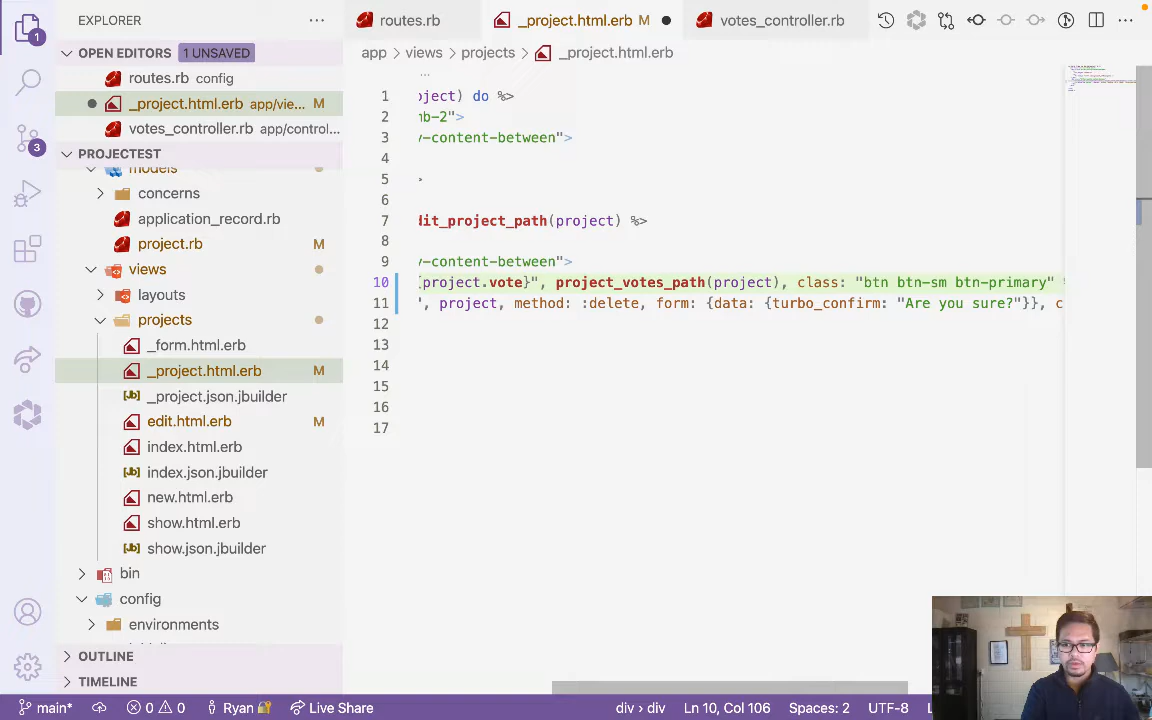 EXPLORER
routes.rb
_project.html.erb M
votes_controller.rb
OPEN EDITORS 1 UNSAVED
app > views > projects > _project.html.erb
routes.rb config
_project.html.erb app/vie... M
votes_controller.rb app/control...
PROJECTEST
models
concerns
application_record.rb
project.rb M
views
layouts
projects
_form.html.erb
_project.html.erb M
_project.json.jbuilder
edit.html.erb M
index.html.erb
index.json.jbuilder
new.html.erb
show.html.erb
show.json.jbuilder
bin
config
environments
OUTLINE
TIMELINE
1 oject) do %>
2 nb-2">
3 y-content-between">
4
5 >
6
7 dit_project_path(project) %>
8
9 y-content-between">
10 {project.vote}", project_votes_path(project), class: "btn btn-sm btn-primary"
11 ", project, method: :delete, form: {data: {turbo_confirm: "Are you sure?"}}, c
12
13
14
15
16
17
main* 0 0 Ryan Live Share div > div Ln 10, Col 106 Spaces: 2 UTF-8